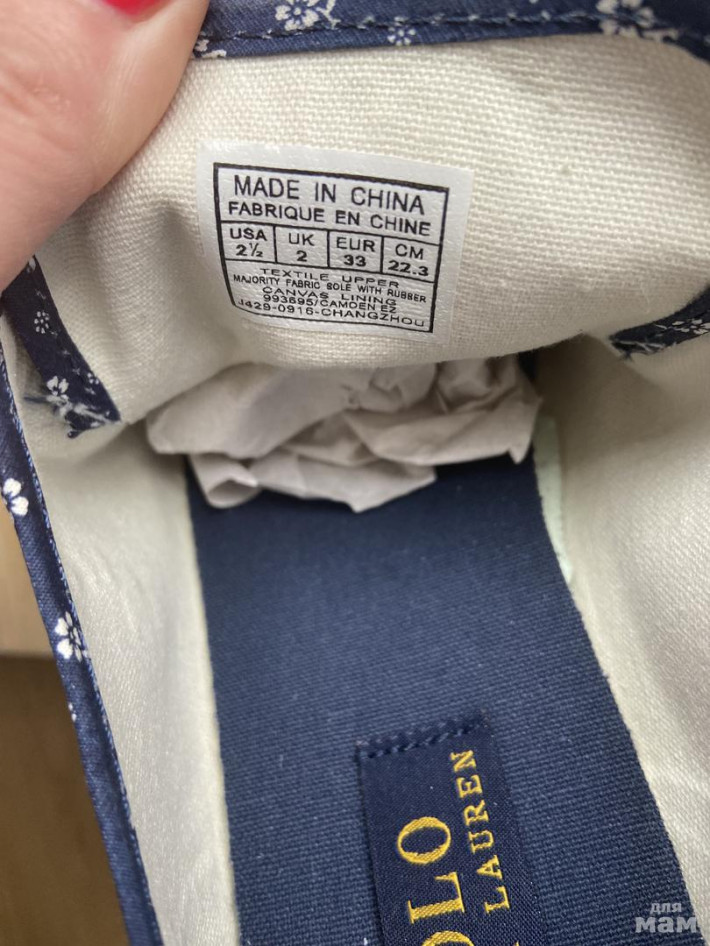 MADE IN CHINA
FABRIQUE EN CHINE
USA UK EUR CM
2½ 2 33 22.3
TEXTILE UPPER
MAJORITY FABRIC SOLE WITH RUBBER
CANVAS LINING
993695/CAMDEN EZ
J429-0916-CHANGZHOU
OLO
LAUREN
для
мам